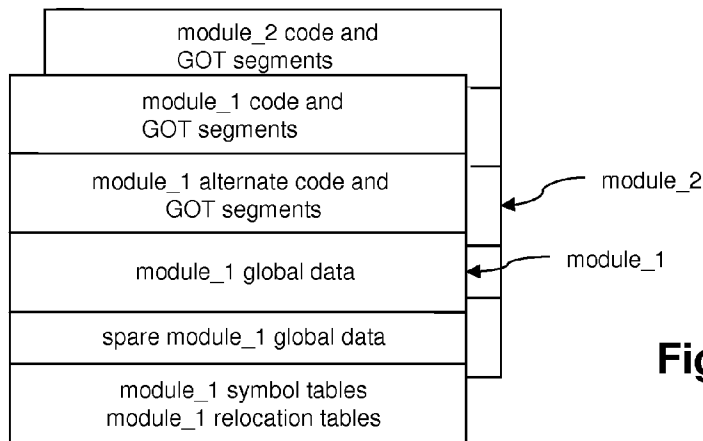 module_2 code and
GOT segments
module_1 code and
GOT segments
module_1 alternate code and
GOT segments
module_2
module_1 global data
module_1
spare module_1 global data
module_1 symbol tables
module_1 relocation tables